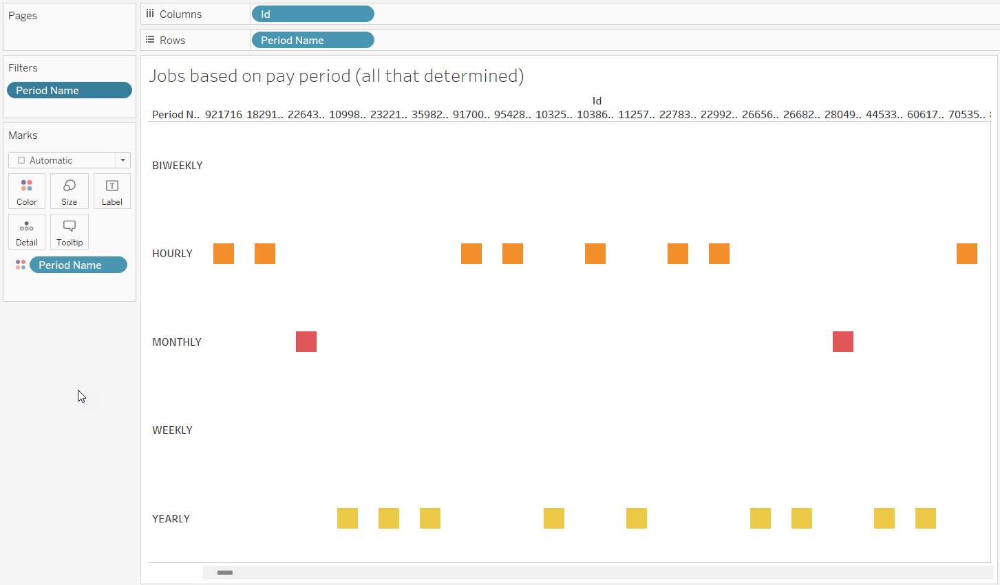 Pages
Columns
Id
Rows
Period Name
Filters
Period Name
Marks
Automatic
Color
Size
Label
Detail
Tooltip
Period Name
Jobs based on pay period (all that determined)
Id
Period N.. 921716 18291.. 22643.. 10998.. 23221.. 35982.. 91700.. 95428.. 10325.. 10386.. 11257.. 22783.. 22992.. 26656.. 26682.. 28049.. 44533.. 60617.. 70535..
BIWEEKLY
HOURLY
MONTHLY
WEEKLY
YEARLY